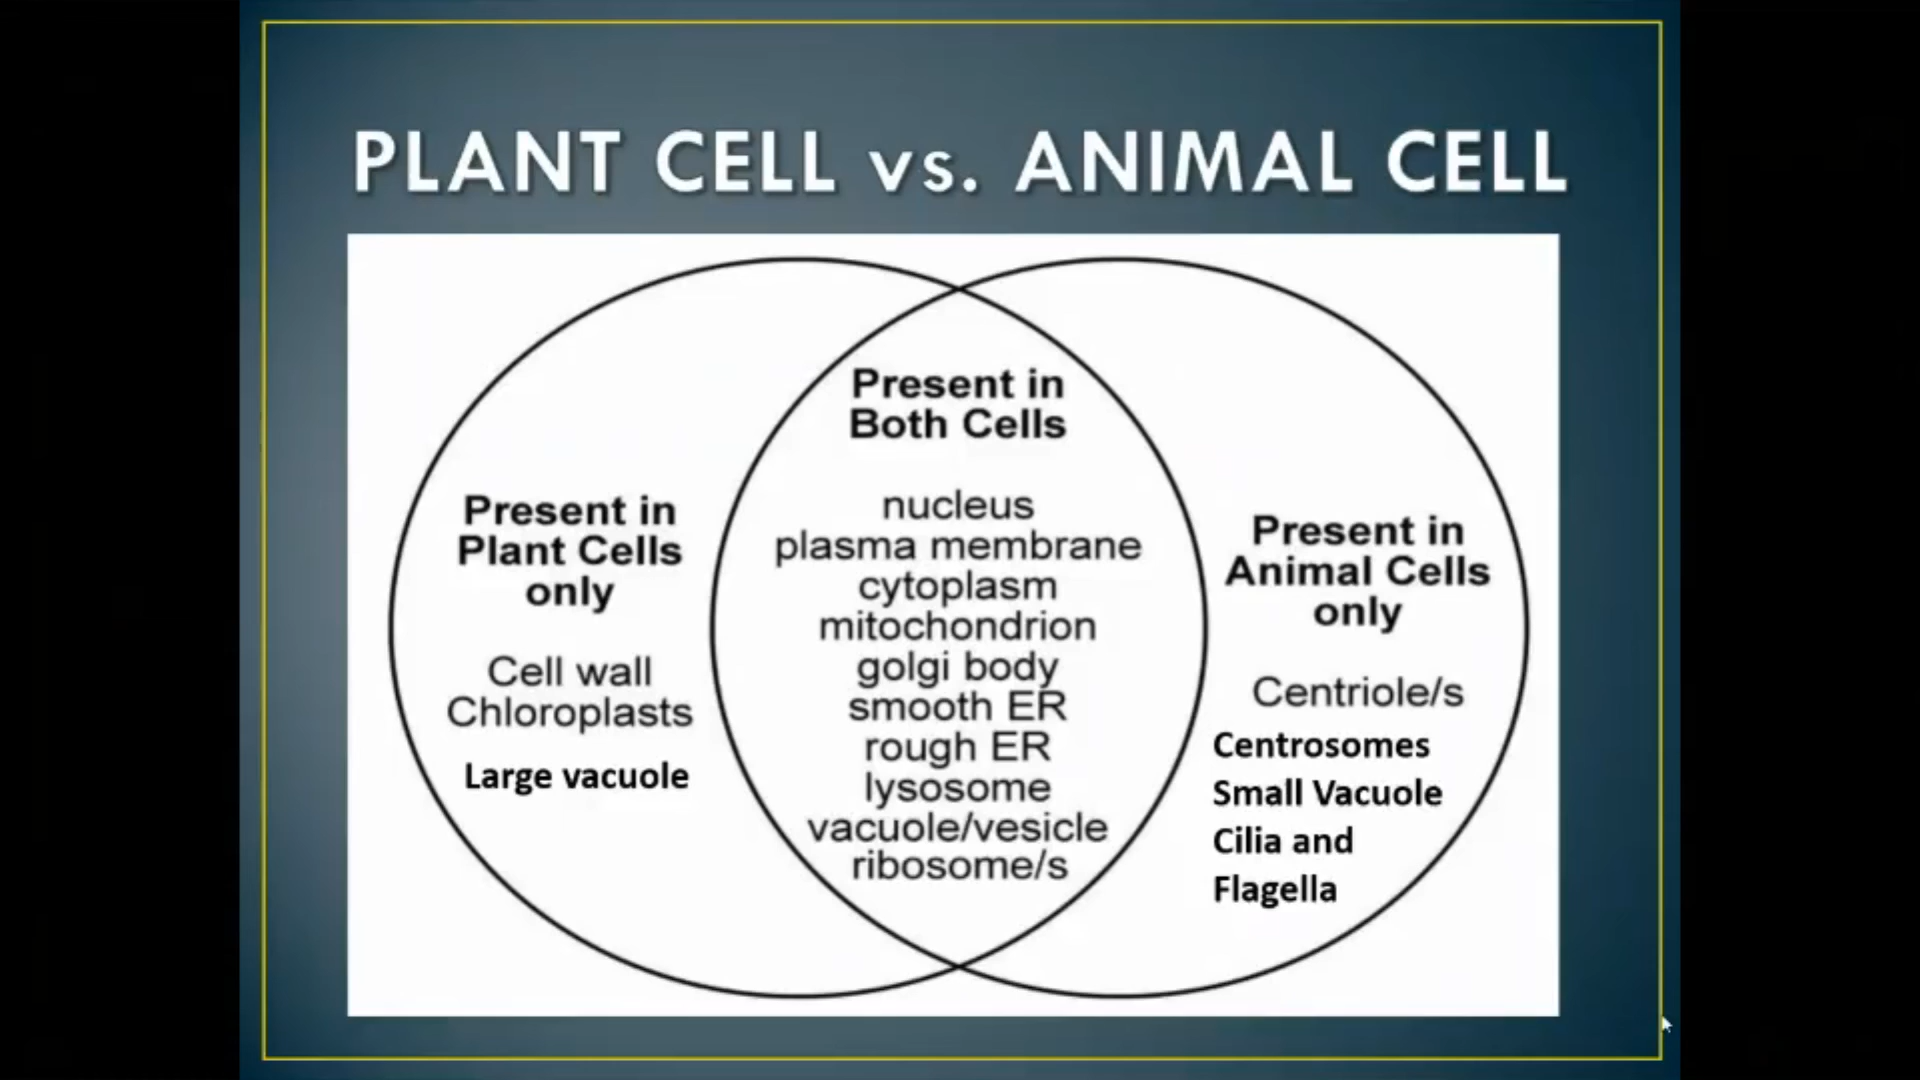 PLANT CELL vs. ANIMAL CELL
Present in
Plant Cells
only
Cell wall
Chloroplasts
Large vacuole
Present in
Both Cells
nucleus
plasma membrane
cytoplasm
mitochondrion
golgi body
smooth ER
rough ER
lysosome
vacuole/vesicle
ribosome/s
Present in
Animal Cells
only
Centriole/s
Centrosomes
Small Vacuole
Cilia and
Flagella